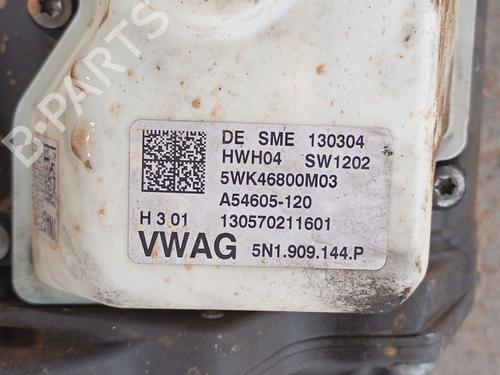 B-PARTS
DE SME 130304
HWH04 SW1202
5WK46800M03
A54605-120
H 3 01 130570211601
VWAG 5N1.909.144.P